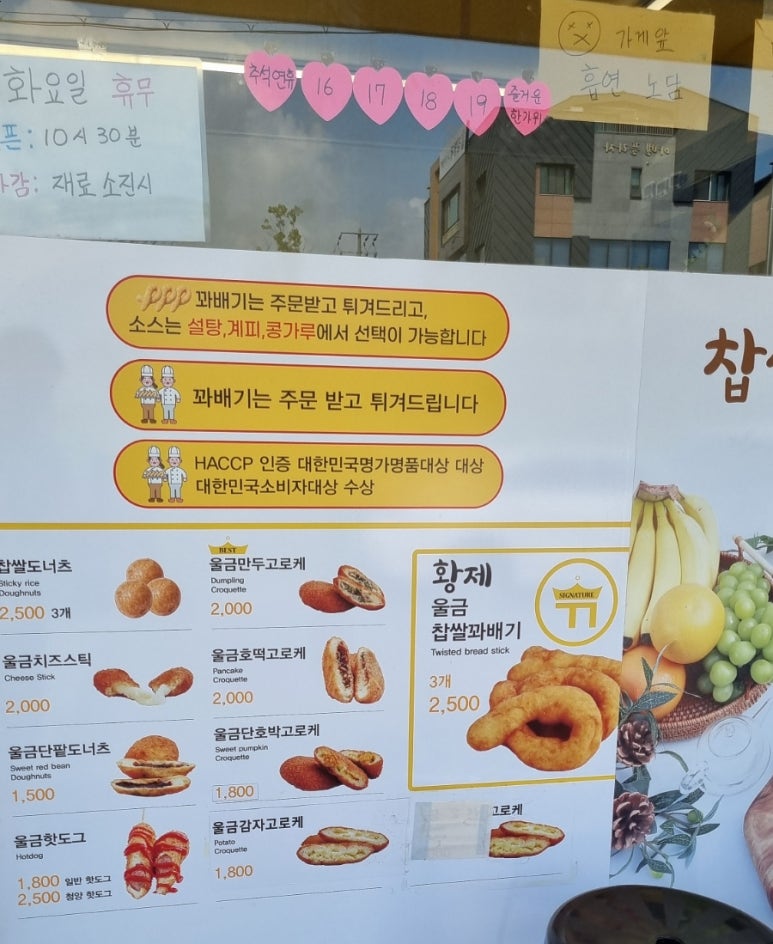 화요일 휴무
픈: 10시 30분
감: 재료 소진시
추석연휴 16 17 18 19 즐거운
한가위
가게앞
흡연 노담
꽈배기는 주문받고 튀겨드리고,
소스는 설탕,계피,콩가루에서 선택이 가능합니다
꽈배기는 주문 받고 튀겨드립니다
HACCP 인증 대한민국명가명품대상 대상
대한민국소비자대상 수상
찹
찹쌀도너츠
Sticky rice
Doughnuts
2,500 3개
울금치즈스틱
Cheese Stick
2,000
울금단팥도너츠
Sweet red bean
Doughnuts
1,500
울금핫도그
Hotdog
1,800 일반 핫도그
2,500 청양 핫도그
BEST
울금만두고로케
Dumpling
Croquette
2,000
울금호떡고로케
Pancake
Croquette
2,000
울금단호박고로케
Sweet pumpkin
Croquette
1,800
울금감자고로케
Potato
Croquette
1,800
황제
울금
찹쌀꽈배기
Twisted bread stick
3개
2,500
SIGNATURE
로케